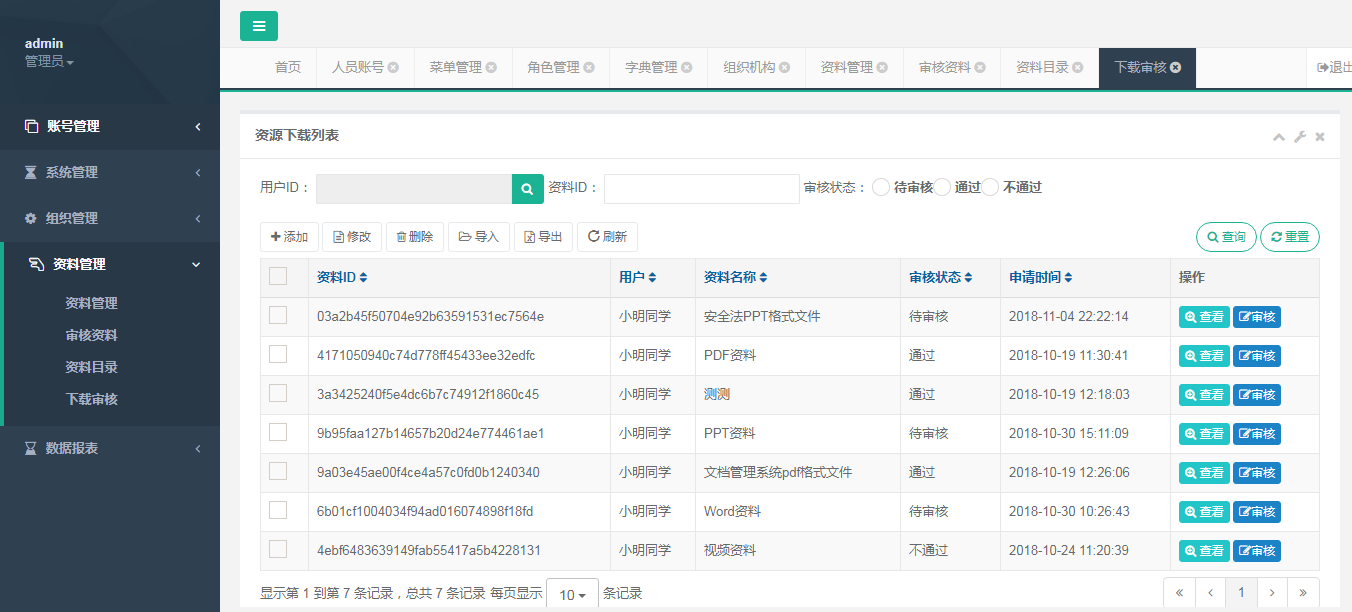 admin
管理员
账号管理
系统管理
组织管理
资料管理
资料管理
审核资料
资料目录
下载审核
数据报表
首页 人员账号 菜单管理 角色管理 字典管理 组织机构 资料管理 审核资料 资料目录 下载审核 退出
资源下载列表
用户ID： 资料ID： 审核状态： 待审核 通过 不通过
添加 修改 删除 导入 导出 刷新 查询 重置
资料ID 用户 资料名称 审核状态 申请时间 操作
03a2b45f50704e92b63591531ec7564e 小明同学 安全法PPT格式文件 待审核 2018-11-04 22:22:14 查看 审核
4171050940c74d778ff45433ee32edfc 小明同学 PDF资料 通过 2018-10-19 11:30:41 查看 审核
3a3425240f5e4dc6b7c74912f1860c45 小明同学 测测 通过 2018-10-19 12:18:03 查看 审核
9b95faa127b14657b20d24e774461ae1 小明同学 PPT资料 待审核 2018-10-30 15:11:09 查看 审核
9a03e45ae00f4ce4a57c0fd0b1240340 小明同学 文档管理系统pdf格式文件 通过 2018-10-19 12:26:06 查看 审核
6b01cf1004034f94ad016074898f18fd 小明同学 Word资料 待审核 2018-10-30 10:26:43 查看 审核
4ebf6483639149fab55417a5b4228131 小明同学 视频资料 不通过 2018-10-24 11:20:39 查看 审核
显示第 1 到第 7 条记录，总共 7 条记录 每页显示 10 条记录 « ‹ 1 › »